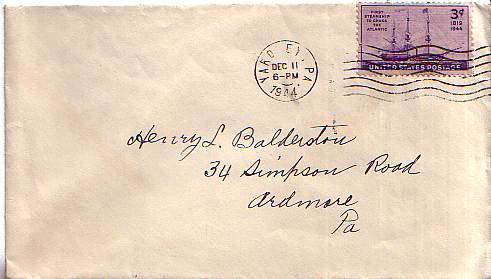 FIRST STEAMSHIP TO CROSS THE ATLANTIC
3¢
1819
1944
UNITED STATES POSTAGE
PA
DEC 11
6-PM
1944
Henry L. Balderston
34 Simpson Road
Ardmore
Pa